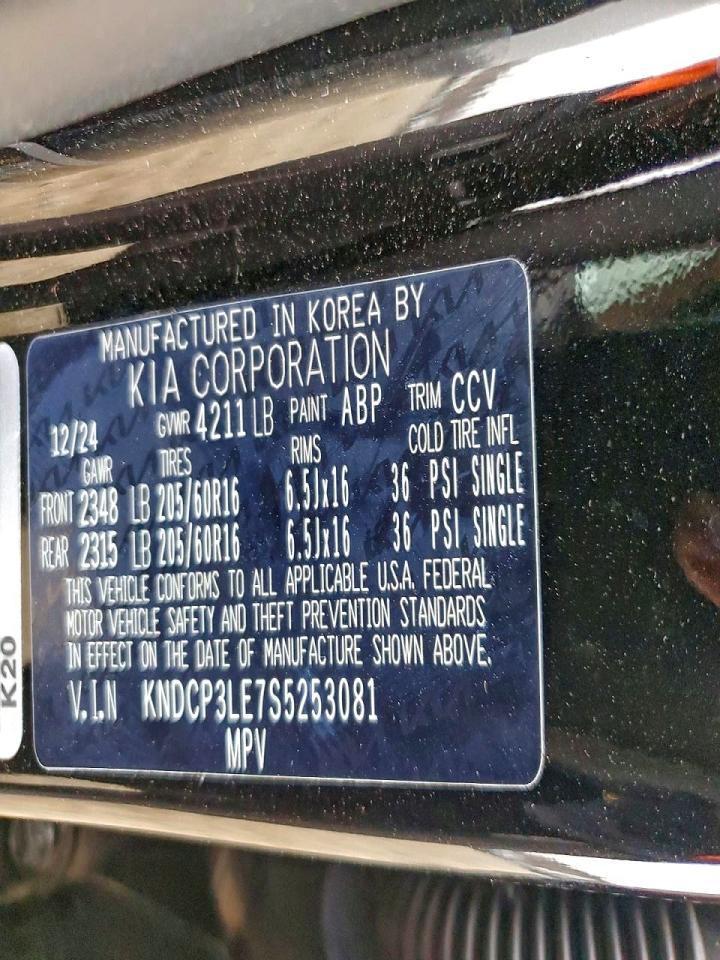 MANUFACTURED IN KOREA BY
KIA CORPORATION
12/24 GVWR 4211 LB PAINT ABP TRIM CCV
GAWR TIRES RIMS COLD TIRE INFL
FRONT 2348 LB 205/60R16 6.5Jx16 36 PSI SINGLE
REAR 2315 LB 205/60R16 6.5Jx16 36 PSI SINGLE
THIS VEHICLE CONFORMS TO ALL APPLICABLE U.S.A. FEDERAL
MOTOR VEHICLE SAFETY AND THEFT PREVENTION STANDARDS
IN EFFECT ON THE DATE OF MANUFACTURE SHOWN ABOVE.
V.I.N KNDCP3LE7S5253081
MPV
K20